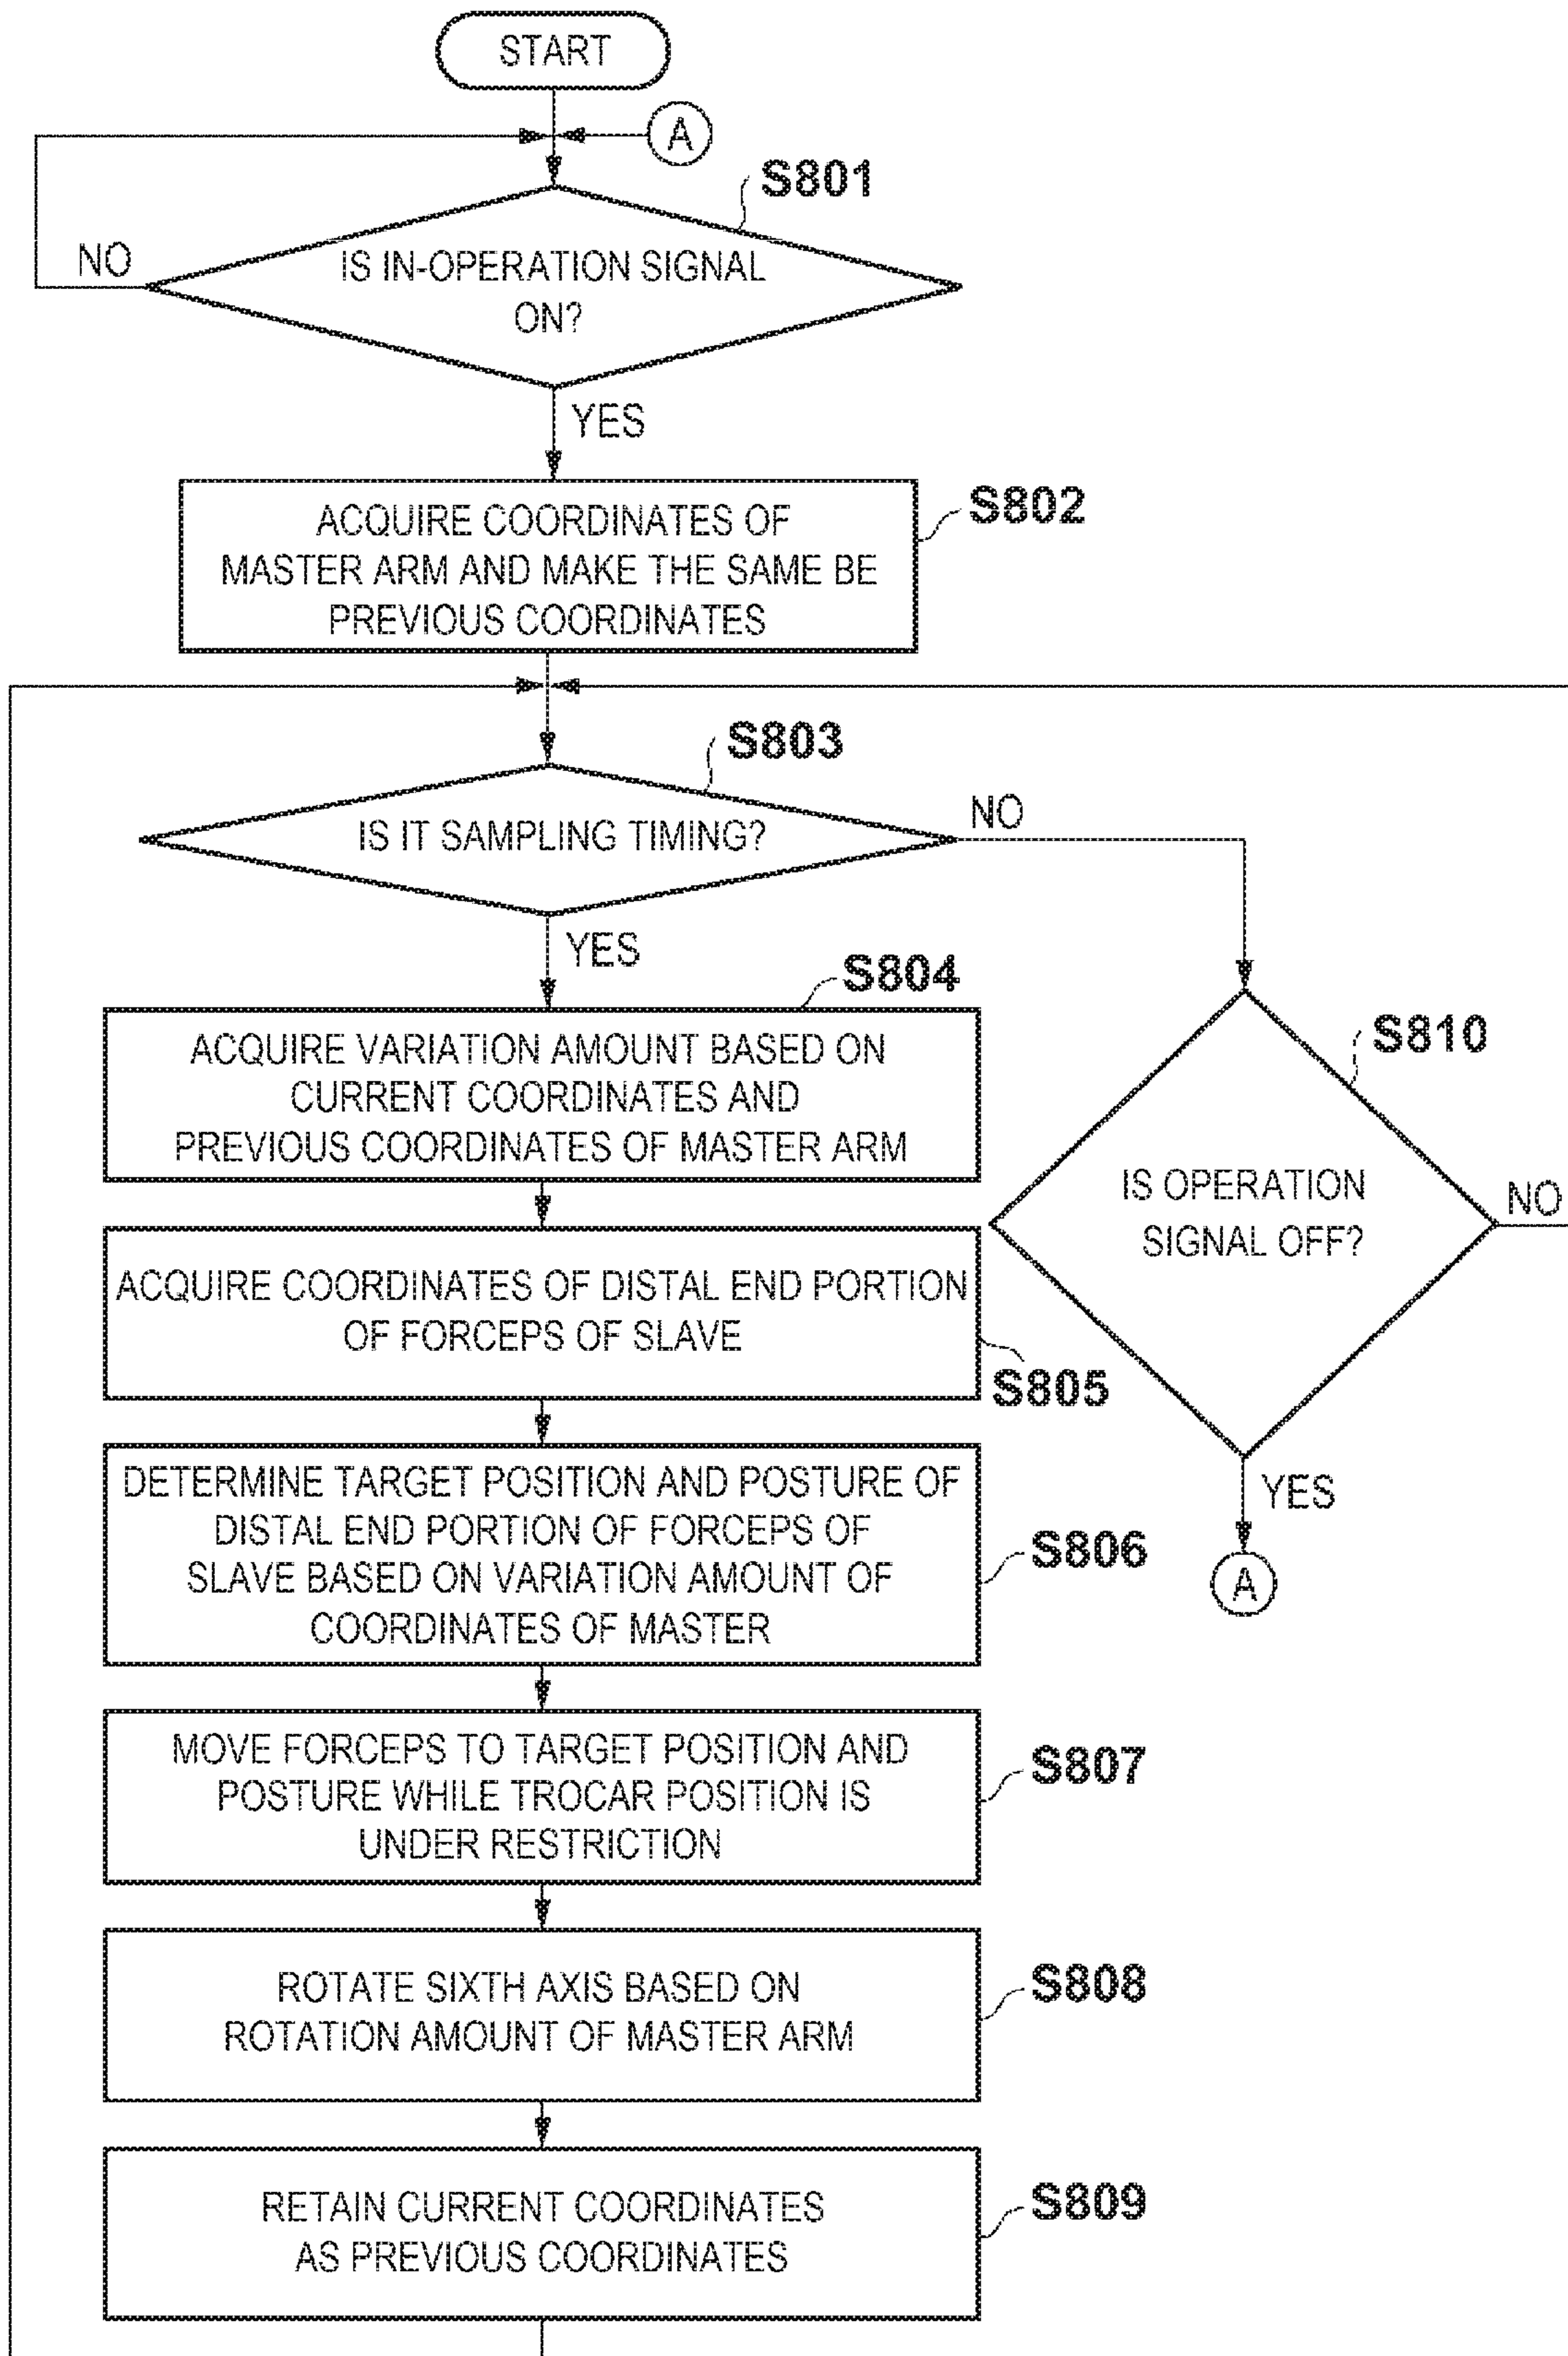 START
A
S801
NO
IS IN-OPERATION SIGNAL
ON?
YES
S802
ACQUIRE COORDINATES OF
MASTER ARM AND MAKE THE SAME BE
PREVIOUS COORDINATES
S803
IS IT SAMPLING TIMING?
NO
YES
S804
ACQUIRE VARIATION AMOUNT BASED ON
CURRENT COORDINATES AND
PREVIOUS COORDINATES OF MASTER ARM
S810
IS OPERATION
SIGNAL OFF?
NO
ACQUIRE COORDINATES OF DISTAL END PORTION
OF FORCEPS OF SLAVE
S805
YES
A
DETERMINE TARGET POSITION AND POSTURE OF
DISTAL END PORTION OF FORCEPS OF
SLAVE BASED ON VARIATION AMOUNT OF
COORDINATES OF MASTER
S806
MOVE FORCEPS TO TARGET POSITION AND
POSTURE WHILE TROCAR POSITION IS
UNDER RESTRICTION
S807
ROTATE SIXTH AXIS BASED ON
ROTATION AMOUNT OF MASTER ARM
S808
RETAIN CURRENT COORDINATES
AS PREVIOUS COORDINATES
S809